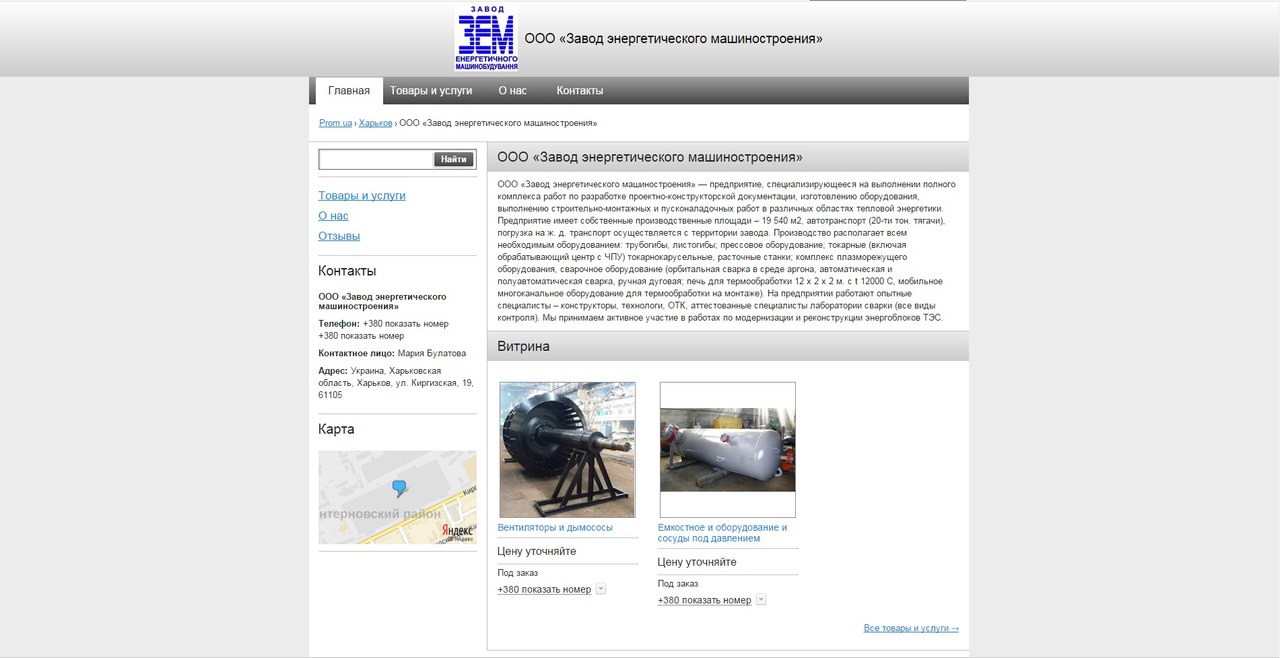 ЗАВОД
ЗЕМ
ЕНЕРГЕТИЧНОГО
МАШИНОБУДУВАННЯ
ООО «Завод энергетического машиностроения»
Главная Товары и услуги О нас Контакты
Prom.ua › Харьков › ООО «Завод энергетического машиностроения»
Найти
Товары и услуги
О нас
Отзывы
Контакты
ООО «Завод энергетического
машиностроения»
Телефон: +380 показать номер
+380 показать номер
Контактное лицо: Мария Булатова
Адрес: Украина, Харьковская
область, Харьков, ул. Киргизская, 19,
61105
Карта
нтерновский район
Кирг
Яндекс
ООО «Завод энергетического машиностроения»
ООО «Завод энергетического машиностроения» — предприятие, специализирующееся на выполнении полного
комплекса работ по разработке проектно-конструкторской документации, изготовлению оборудования,
выполнению строительно-монтажных и пусконаладочных работ в различных областях тепловой энергетики.
Предприятие имеет собственные производственные площади – 19 540 м2, автотранспорт (20-ти тон. тягачи),
погрузка на ж. д. транспорт осуществляется с территории завода. Производство располагает всем
необходимым оборудованием: трубогибы, листогибы; прессовое оборудование; токарные (включая
обрабатывающий центр с ЧПУ) токарнокарусельные, расточные станки; комплекс плазморежущего
оборудования, сварочное оборудование (орбитальная сварка в среде аргона, автоматическая и
полуавтоматическая сварка, ручная дуговая; печь для термообработки 12 х 2 х 2 м. с t 12000 С, мобильное
многоканальное оборудование для термообработки на монтаже). На предприятии работают опытные
специалисты – конструкторы, технологи, ОТК, аттестованные специалисты лаборатории сварки (все виды
контроля). Мы принимаем активное участие в работах по модернизации и реконструкции энергоблоков ТЭС.
Витрина
Вентиляторы и дымососы
Цену уточняйте
Под заказ
+380 показать номер
Емкостное и оборудование и
сосуды под давлением
Цену уточняйте
Под заказ
+380 показать номер
Все товары и услуги →